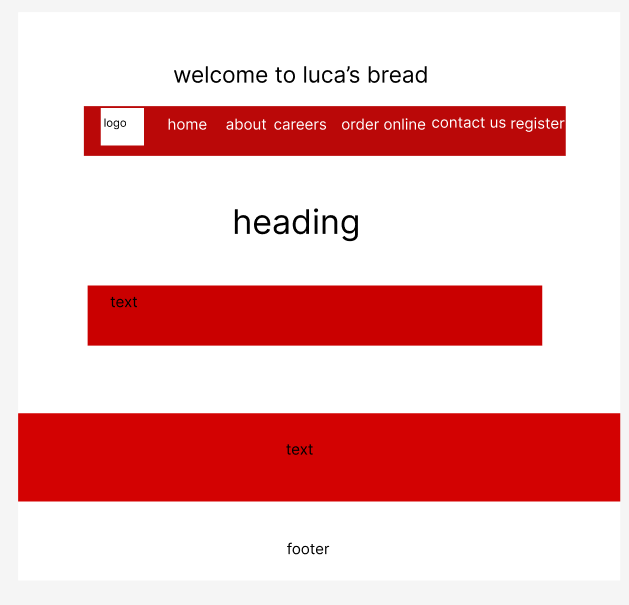 welcome to luca’s bread
logo home about careers order online contact us register
heading
text
text
footer